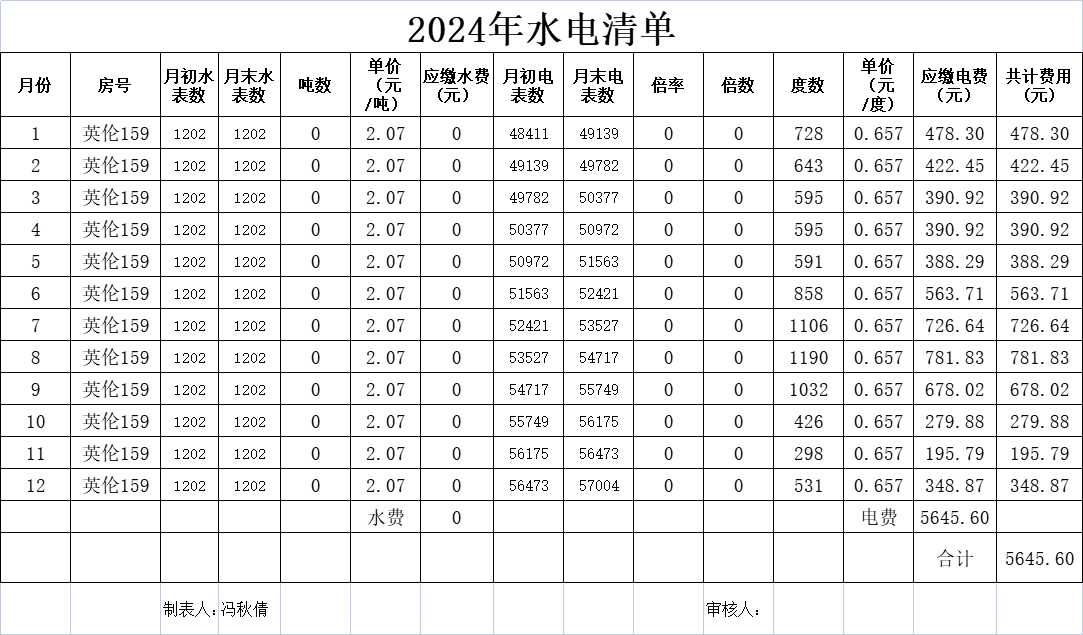 2024年水电清单
月份 房号 月初水表数 月末水表数 吨数 单价（元/吨） 应缴水费（元） 月初电表数 月末电表数 倍率 倍数 度数 单价（元/度） 应缴电费（元） 共计费用（元）
1 英伦159 1202 1202 0 2.07 0 48411 49139 0 0 728 0.657 478.30 478.30
2 英伦159 1202 1202 0 2.07 0 49139 49782 0 0 643 0.657 422.45 422.45
3 英伦159 1202 1202 0 2.07 0 49782 50377 0 0 595 0.657 390.92 390.92
4 英伦159 1202 1202 0 2.07 0 50377 50972 0 0 595 0.657 390.92 390.92
5 英伦159 1202 1202 0 2.07 0 50972 51563 0 0 591 0.657 388.29 388.29
6 英伦159 1202 1202 0 2.07 0 51563 52421 0 0 858 0.657 563.71 563.71
7 英伦159 1202 1202 0 2.07 0 52421 53527 0 0 1106 0.657 726.64 726.64
8 英伦159 1202 1202 0 2.07 0 53527 54717 0 0 1190 0.657 781.83 781.83
9 英伦159 1202 1202 0 2.07 0 54717 55749 0 0 1032 0.657 678.02 678.02
10 英伦159 1202 1202 0 2.07 0 55749 56175 0 0 426 0.657 279.88 279.88
11 英伦159 1202 1202 0 2.07 0 56175 56473 0 0 298 0.657 195.79 195.79
12 英伦159 1202 1202 0 2.07 0 56473 57004 0 0 531 0.657 348.87 348.87
水费 0 电费 5645.60
合计 5645.60
制表人：冯秋倩 审核人：